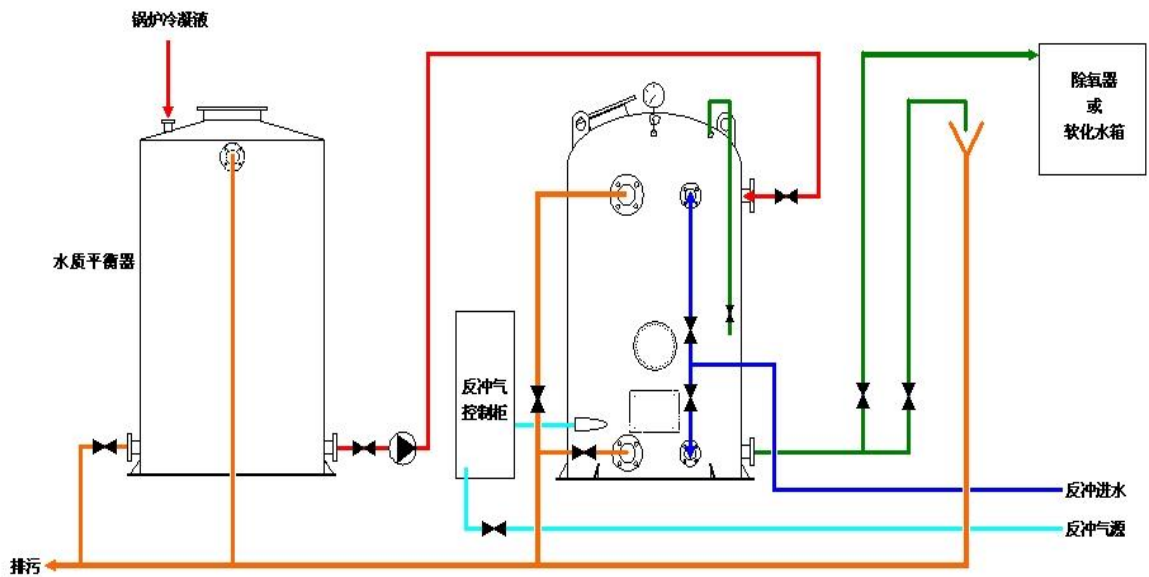 锅炉冷凝液
除氧器
或
软化水箱
水质平衡器
反冲气
控制柜
反冲进水
反冲气源
排污